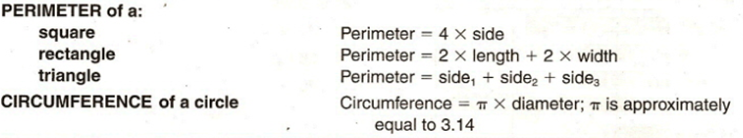 PERIMETER of a:
square Perimeter = 4 × side
rectangle Perimeter = 2 × length + 2 × width
triangle Perimeter = side, + side₂ + side₃
CIRCUMFERENCE of a circle Circumference = π × diameter; π is approximately
equal to 3.14